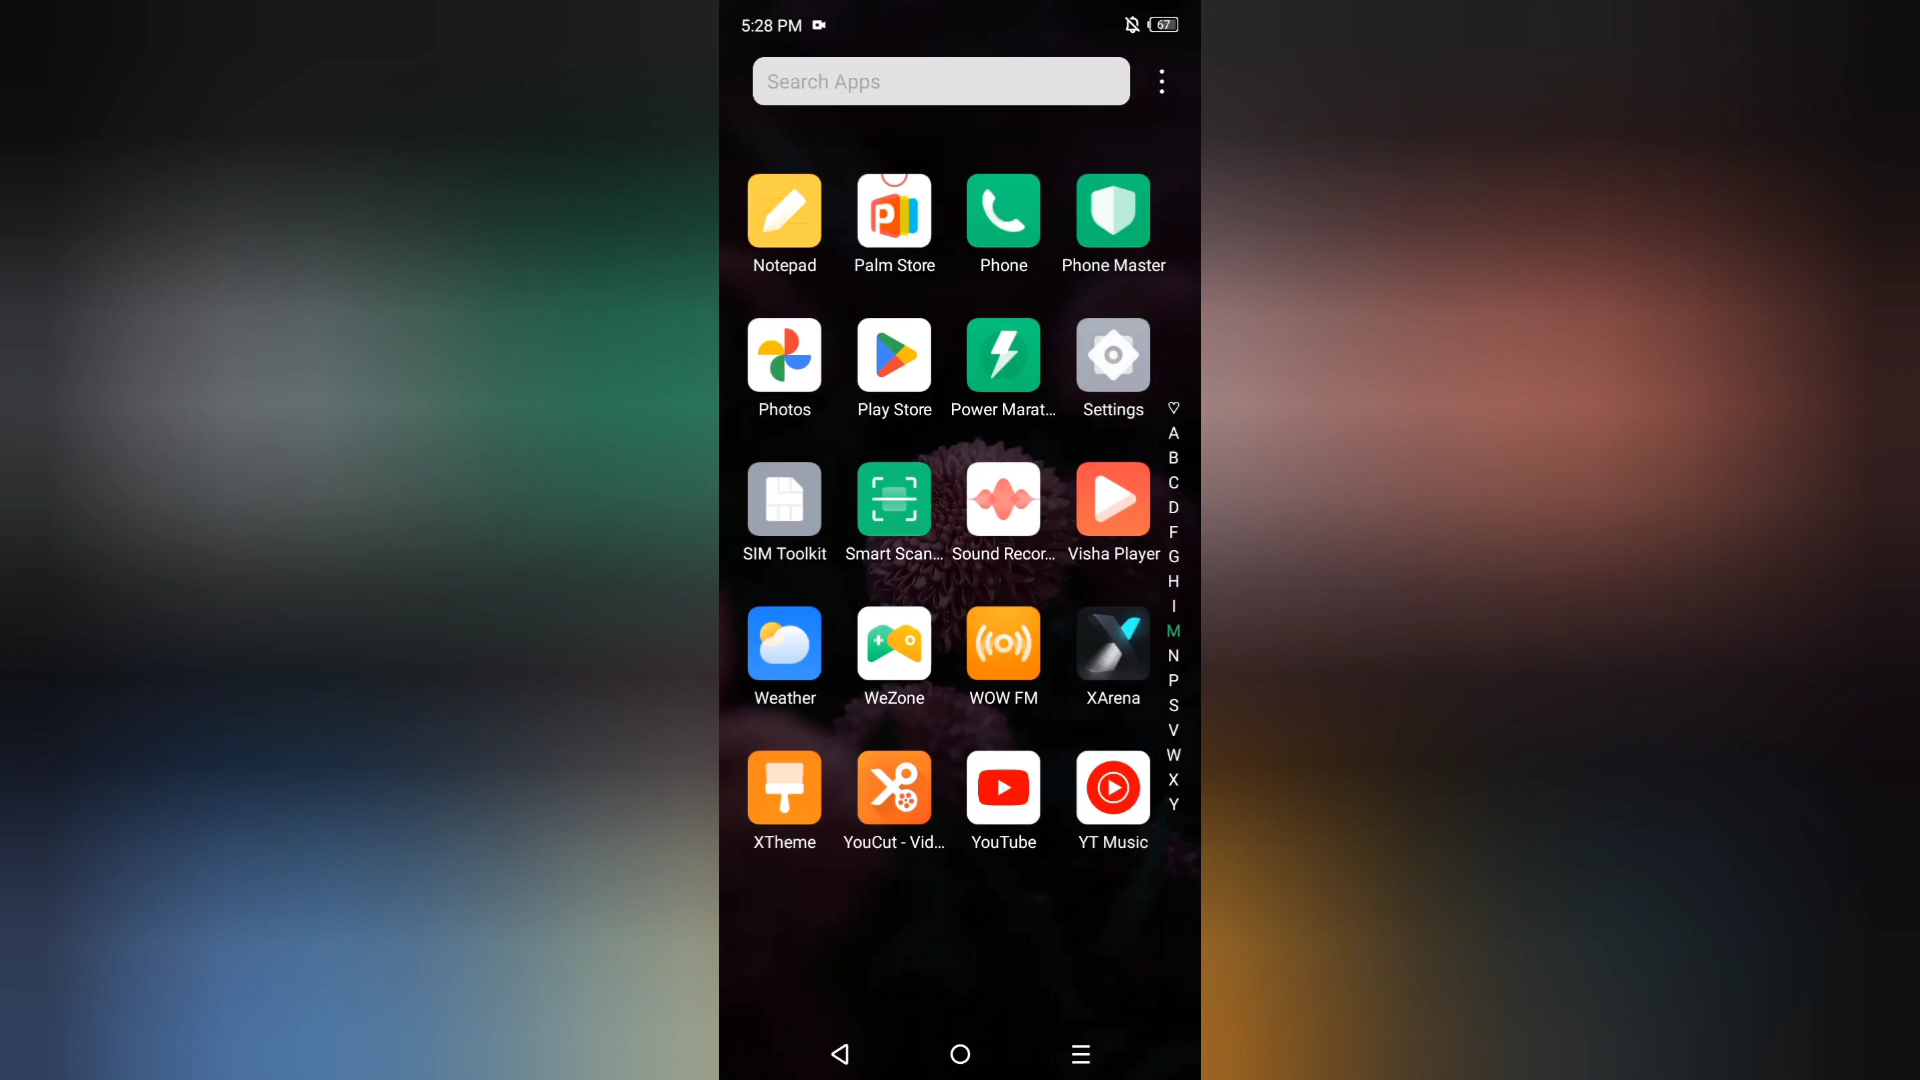 5:28 PM
67
Search Apps
Notepad Palm Store Phone Phone Master
Photos Play Store Power Marat... Settings
SIM Toolkit Smart Scan... Sound Recor... Visha Player
Weather WeZone WOW FM XArena
XTheme YouCut - Vid... YouTube YT Music
A
B
C
D
F
G
H
I
M
N
P
S
V
W
X
Y